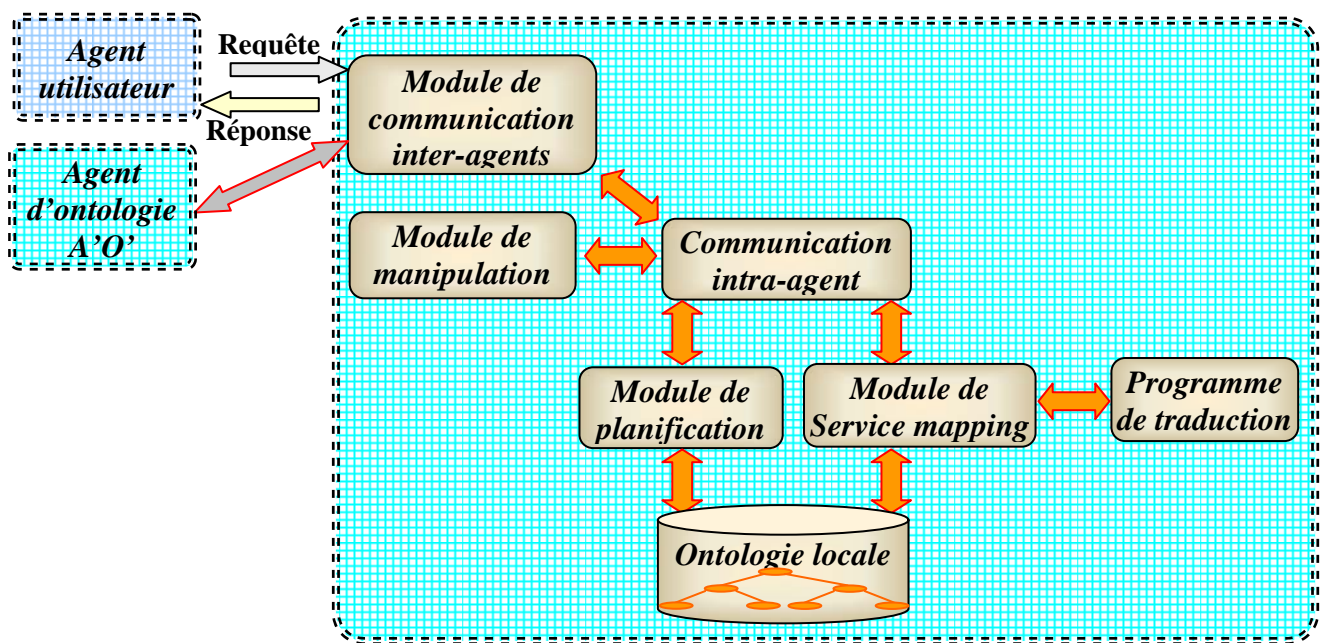 Agent
utilisateur
Requête
Réponse
Agent
d'ontologie
A'O'
Module de
communication
inter-agents
Module de
manipulation
Communication
intra-agent
Module de
planification
Module de
Service mapping
Programme
de traduction
Ontologie locale